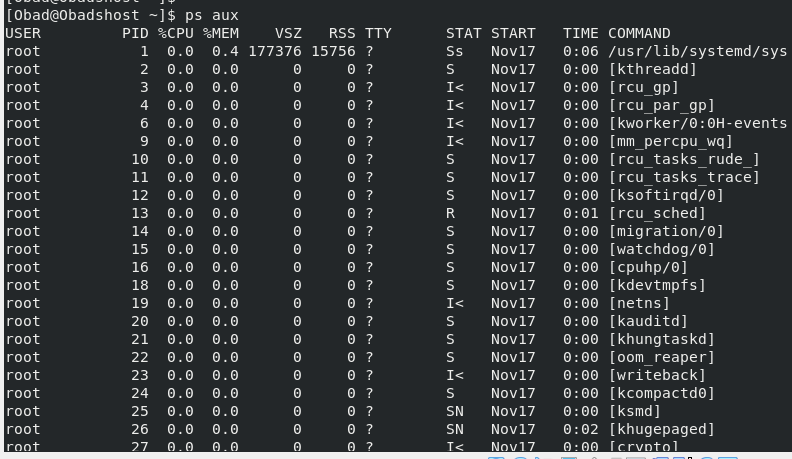 [Obad@Obadshost ~]$
[Obad@Obadshost ~]$ ps aux
USER PID %CPU %MEM VSZ RSS TTY STAT START TIME COMMAND
root 1 0.0 0.4 177376 15756 ? Ss Nov17 0:06 /usr/lib/systemd/sys
root 2 0.0 0.0 0 0 ? S Nov17 0:00 [kthreadd]
root 3 0.0 0.0 0 0 ? I< Nov17 0:00 [rcu_gp]
root 4 0.0 0.0 0 0 ? I< Nov17 0:00 [rcu_par_gp]
root 6 0.0 0.0 0 0 ? I< Nov17 0:00 [kworker/0:0H-events
root 9 0.0 0.0 0 0 ? I< Nov17 0:00 [mm_percpu_wq]
root 10 0.0 0.0 0 0 ? S Nov17 0:00 [rcu_tasks_rude_]
root 11 0.0 0.0 0 0 ? S Nov17 0:00 [rcu_tasks_trace]
root 12 0.0 0.0 0 0 ? S Nov17 0:00 [ksoftirqd/0]
root 13 0.0 0.0 0 0 ? R Nov17 0:01 [rcu_sched]
root 14 0.0 0.0 0 0 ? S Nov17 0:00 [migration/0]
root 15 0.0 0.0 0 0 ? S Nov17 0:00 [watchdog/0]
root 16 0.0 0.0 0 0 ? S Nov17 0:00 [cpuhp/0]
root 18 0.0 0.0 0 0 ? S Nov17 0:00 [kdevtmpfs]
root 19 0.0 0.0 0 0 ? I< Nov17 0:00 [netns]
root 20 0.0 0.0 0 0 ? S Nov17 0:00 [kauditd]
root 21 0.0 0.0 0 0 ? S Nov17 0:00 [khungtaskd]
root 22 0.0 0.0 0 0 ? S Nov17 0:00 [oom_reaper]
root 23 0.0 0.0 0 0 ? I< Nov17 0:00 [writeback]
root 24 0.0 0.0 0 0 ? S Nov17 0:00 [kcompactd0]
root 25 0.0 0.0 0 0 ? SN Nov17 0:00 [ksmd]
root 26 0.0 0.0 0 0 ? SN Nov17 0:02 [khugepaged]
root 27 0.0 0.0 0 0 ? I< Nov17 0:00 [crypto]